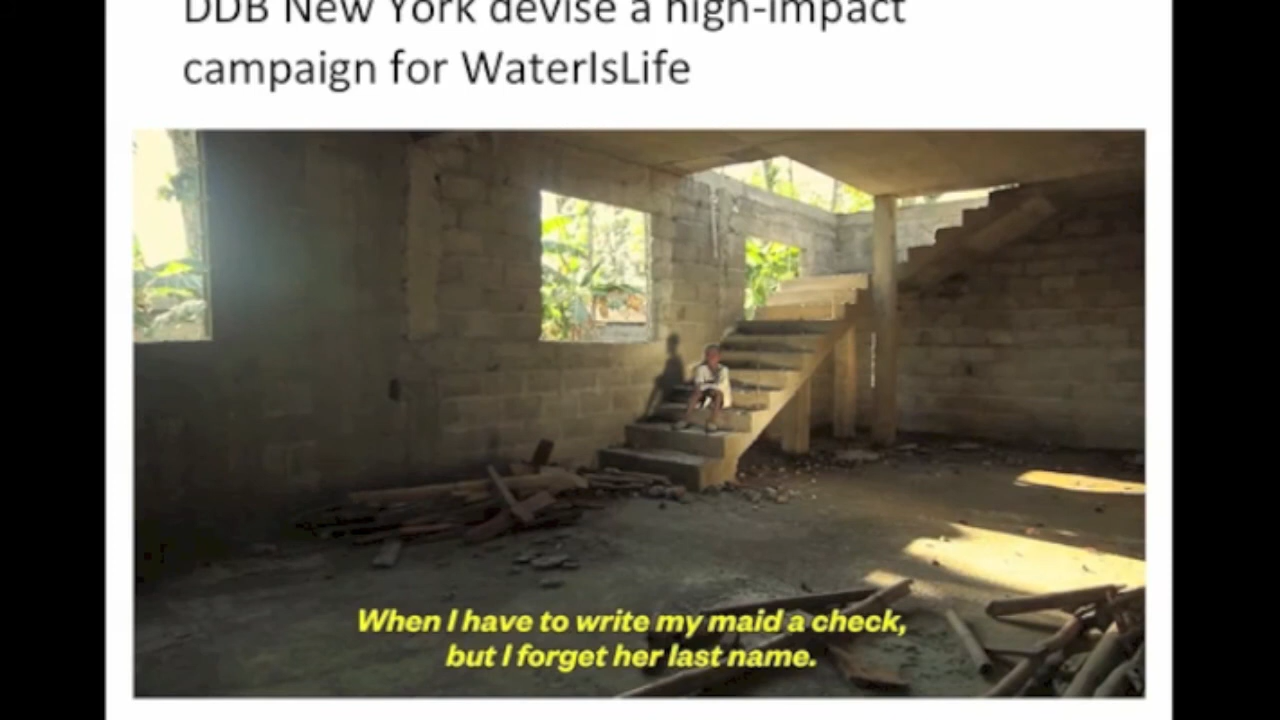 DDB New York devise a high-impact
campaign for WaterIsLife
When I have to write my maid a check,
but I forget her last name.